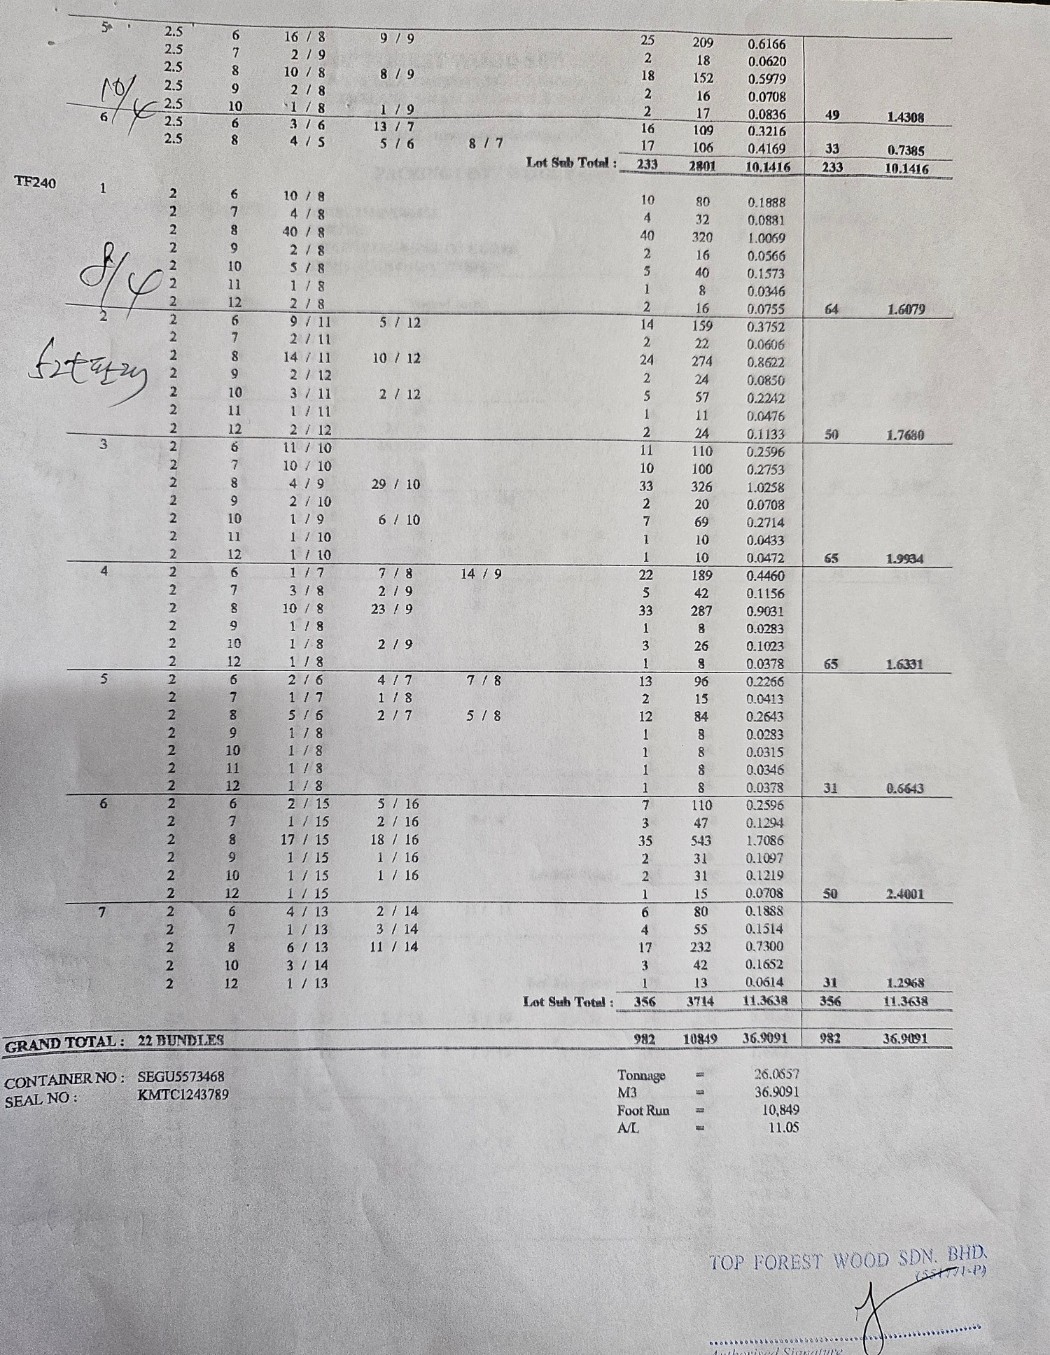 5 2.5 6 16 / 8 9 / 9 25 209 0.6166
2.5 7 2 / 9 2 18 0.0620
2.5 8 10 / 8 8 / 9 18 152 0.5979
2.5 9 2 / 8 2 16 0.0708
10/4
2.5 10 1 / 8 1 / 9 2 17 0.0836 49 1.4308
6 2.5 6 3 / 6 13 / 7 16 109 0.3216
2.5 8 4 / 5 5 / 6 8 / 7 17 106 0.4169 33 0.7385
Lot Sub Total : 233 2801 10.1416 233 10.1416
TF240 1 2 6 10 / 8 10 80 0.1888
2 7 4 / 8 4 32 0.0881
2 8 40 / 8 40 320 1.0069
2 9 2 / 8 2 16 0.0566
8/4
2 10 5 / 8 5 40 0.1573
2 11 1 / 8 1 8 0.0346
2 12 2 / 8 2 16 0.0755 64 1.6079
2 2 6 9 / 11 5 / 12 14 159 0.3752
2 7 2 / 11 2 22 0.0606
2 8 14 / 11 10 / 12 24 274 0.8622
2 9 2 / 12 2 24 0.0850
2 10 3 / 11 2 / 12 5 57 0.2242
2 11 1 / 11 1 11 0.0476
2 12 2 / 12 2 24 0.1133 50 1.7680
3 2 6 11 / 10 11 110 0.2596
2 7 10 / 10 10 100 0.2753
2 8 4 / 9 29 / 10 33 326 1.0258
2 9 2 / 10 2 20 0.0708
2 10 1 / 9 6 / 10 7 69 0.2714
2 11 1 / 10 1 10 0.0433
2 12 1 / 10 1 10 0.0472 65 1.9934
4 2 6 1 / 7 7 / 8 14 / 9 22 189 0.4460
2 7 3 / 8 2 / 9 5 42 0.1156
2 8 10 / 8 23 / 9 33 287 0.9031
2 9 1 / 8 1 8 0.0283
2 10 1 / 8 2 / 9 3 26 0.1023
2 12 1 / 8 1 8 0.0378 65 1.6331
5 2 6 2 / 6 4 / 7 7 / 8 13 96 0.2266
2 7 1 / 7 1 / 8 2 15 0.0413
2 8 5 / 6 2 / 7 5 / 8 12 84 0.2643
2 9 1 / 8 1 8 0.0283
2 10 1 / 8 1 8 0.0315
2 11 1 / 8 1 8 0.0346
2 12 1 / 8 1 8 0.0378 31 0.6643
6 2 6 2 / 15 5 / 16 7 110 0.2596
2 7 1 / 15 2 / 16 3 47 0.1294
2 8 17 / 15 18 / 16 35 543 1.7086
2 9 1 / 15 1 / 16 2 31 0.1097
2 10 1 / 15 1 / 16 2 31 0.1219
2 12 1 / 15 1 15 0.0708 50 2.4001
7 2 6 4 / 13 2 / 14 6 80 0.1888
2 7 1 / 13 3 / 14 4 55 0.1514
2 8 6 / 13 11 / 14 17 232 0.7300
2 10 3 / 14 3 42 0.1652
2 12 1 / 13 1 13 0.0614 31 1.2968
Lot Sub Total : 356 3714 11.3638 356 11.3638
GRAND TOTAL : 22 BUNDLES 982 10849 36.9091 982 36.9091
CONTAINER NO : SEGU5573468
SEAL NO : KMTC1243789
Tonnage = 26.0657
M3 = 36.9091
Foot Run = 10,849
A/L = 11.05
TOP FOREST WOOD SDN. BHD.
(551771-P)
Authorised Signature